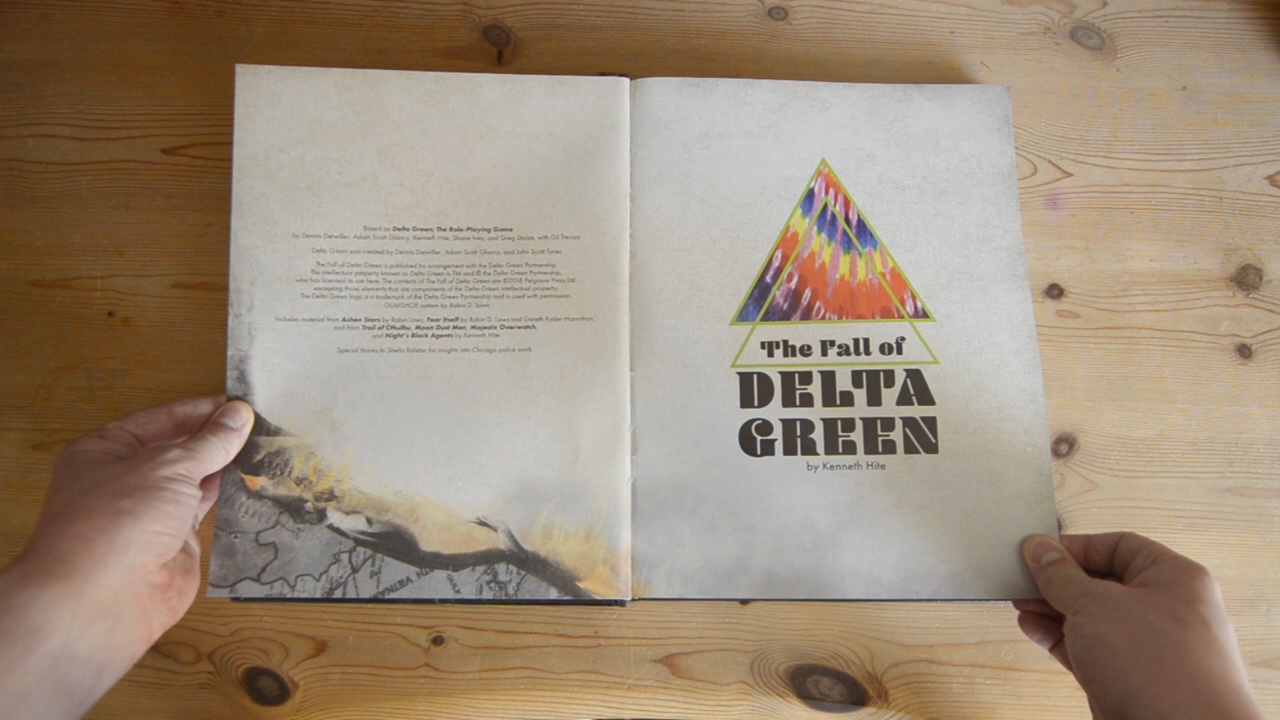 Based on Delta Green: The Role-Playing Game
by Dennis Detwiller, Adam Scott Glancy, Kenneth Hite, Shane Ivey, and Greg Stolze, with Gil Trevizo
Delta Green was created by Dennis Detwiller, Adam Scott Glancy, and John Scott Tynes
The Fall of Delta Green is published by arrangement with the Delta Green Partnership.
The intellectual property known as Delta Green is TM and © the Delta Green Partnership,
who has licensed its use here. The contents of The Fall of Delta Green are ©2018 Pelgrane Press Ltd.
excepting those elements that are components of the Delta Green intellectual property.
The Delta Green logo is a trademark of the Delta Green Partnership and is used with permission.
GUMSHOE system by Robin D. Laws
Includes material from Ashen Stars by Robin Laws, Fear Itself by Robin D. Laws and Gareth Ryder-Hanrahan,
and from Trail of Cthulhu, Moon Dust Men, Majestic Overwatch,
and Night's Black Agents by Kenneth Hite
Special thanks to Sheila Ralston for insights into Chicago police work.
GULF
The Fall of
DELTA
GREEN
by Kenneth Hite